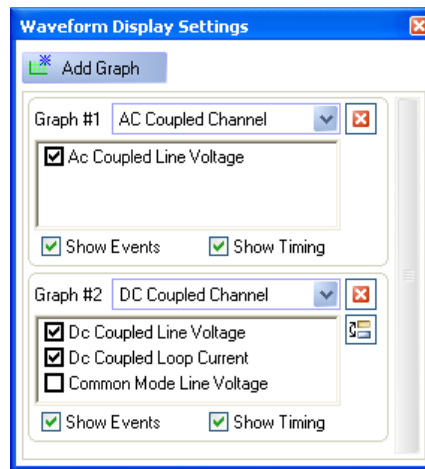 Waveform Display Settings
Add Graph
Graph #1 AC Coupled Channel
Ac Coupled Line Voltage
Show Events Show Timing
Graph #2 DC Coupled Channel
Dc Coupled Line Voltage
Dc Coupled Loop Current
Common Mode Line Voltage
Show Events Show Timing